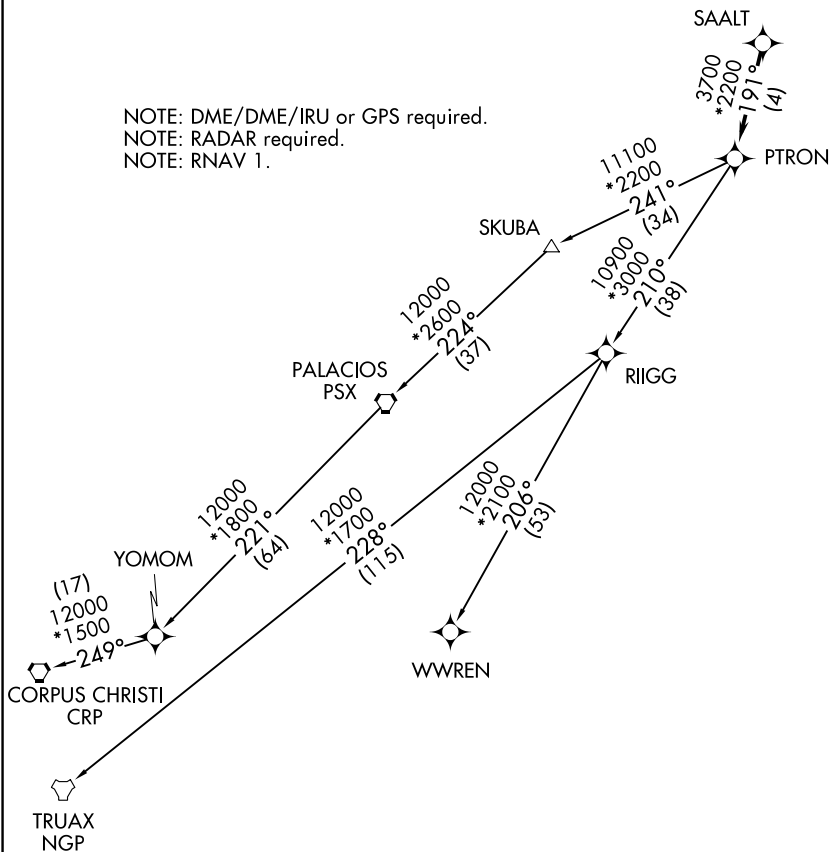 SAALT
3700
*2200
191°
(4)
NOTE: DME/DME/IRU or GPS required.
NOTE: RADAR required.
NOTE: RNAV 1.
PTRON
11100
*2200
241°
(34)
SKUBA
10900
*3000
210°
(38)
12000
*2600
224°
(37)
RIIGG
PALACIOS
PSX
12000
*2100
206°
(53)
12000
*1800
221°
(64)
12000
*1700
228°
(115)
YOMOM
(17)
12000
*1500
249°
WWREN
CORPUS CHRISTI
CRP
TRUAX
NGP